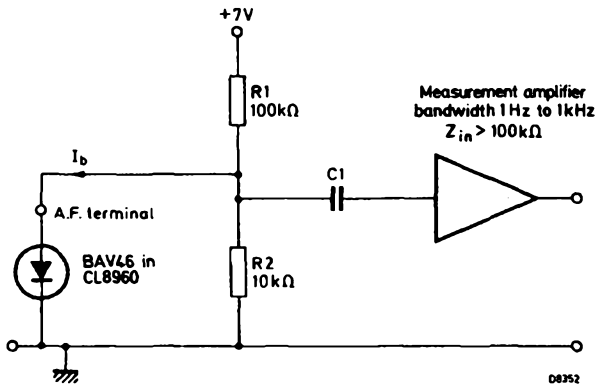 +7V
R1
100kΩ
Measurement amplifier
bandwidth 1Hz to 1kHz
Zin > 100kΩ
Ib
C1
A.F. terminal
BAV46 in
CL8960
R2
10kΩ
D8352